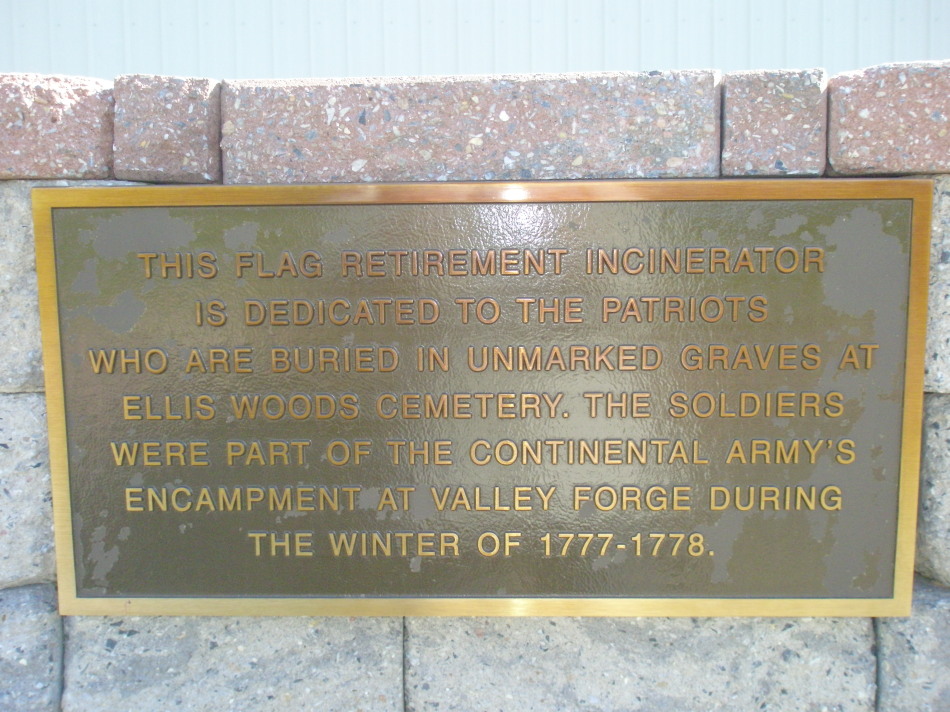 THIS FLAG RETIREMENT INCINERATOR
IS DEDICATED TO THE PATRIOTS
WHO ARE BURIED IN UNMARKED GRAVES AT
ELLIS WOODS CEMETERY. THE SOLDIERS
WERE PART OF THE CONTINENTAL ARMY'S
ENCAMPMENT AT VALLEY FORGE DURING
THE WINTER OF 1777-1778.